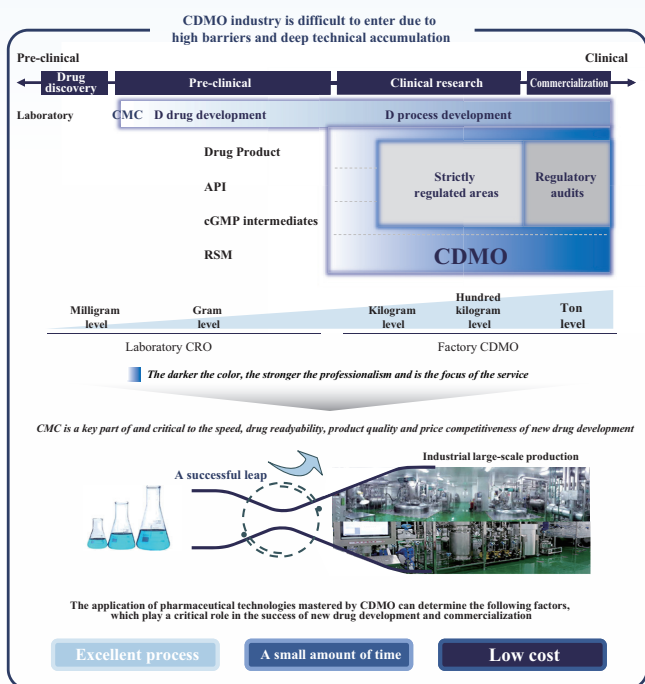 CDMO industry is difficult to enter due to
high barriers and deep technical accumulation
Pre-clinical
Clinical
Drug
discovery
Pre-clinical
Clinical research
Commercialization
Laboratory
CMC
D drug development
D process development
Drug Product
API
cGMP intermediates
RSM
Strictly
regulated areas
Regulatory
audits
CDMO
Milligram
level
Gram
level
Kilogram
level
Hundred
kilogram
level
Ton
level
Laboratory CRO
Factory CDMO
The darker the color, the stronger the professionalism and is the focus of the service
CMC is a key part of and critical to the speed, drug readyability, product quality and price competitiveness of new drug development
A successful leap
Industrial large-scale production
The application of pharmaceutical technologies mastered by CDMO can determine the following factors,
which play a critical role in the success of new drug development and commercialization
Excellent process
A small amount of time
Low cost